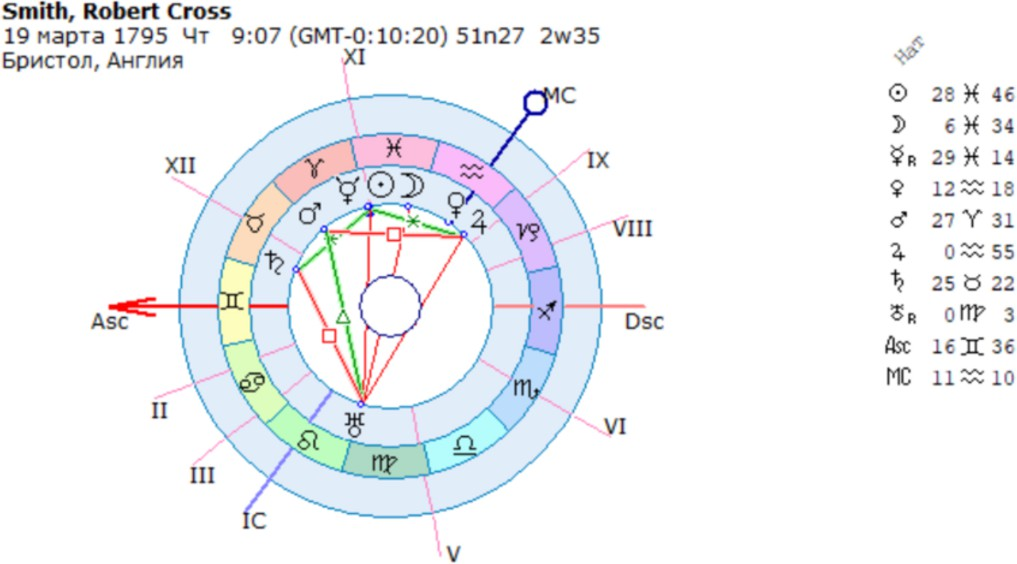 Smith, Robert Cross
19 марта 1795 Чт 9:07 (GMT-0:10:20) 51n27 2w35
Бристол, Англия
XI
MC
XII
IX
VIII
Asc
Dsc
II
VI
III
IC
V
Нат
☉ 28 ♓ 46
☽ 6 ♓ 34
☿R 29 ♓ 14
♀ 12 ♒ 18
♂ 27 ♈ 31
♃ 0 ♒ 55
♄ 25 ♉ 22
♅R 0 ♍ 3
Asc 16 ♊ 36
MC 11 ♒ 10